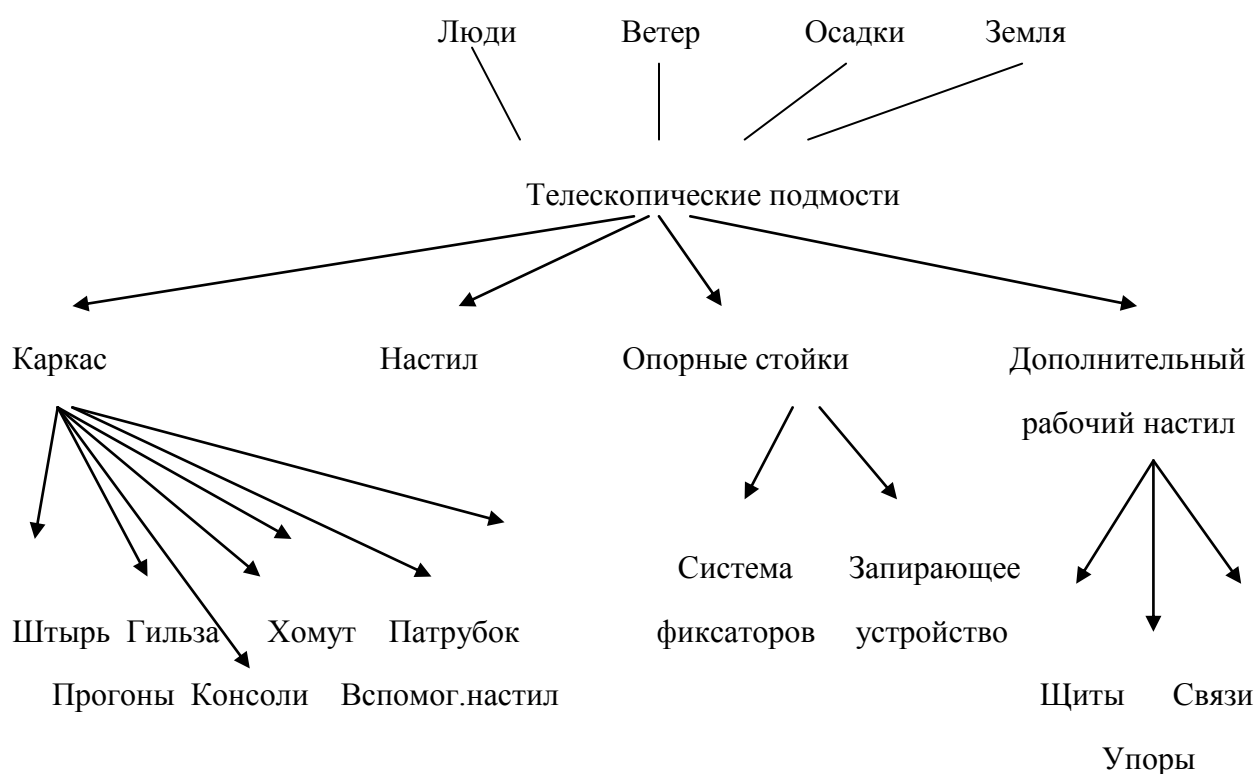 Люди Ветер Осадки Земля
Телескопические подмости
Каркас Настил Опорные стойки Дополнительный
рабочий настил
Система Запирающее
Штырь Гильза Хомут Патрубок фиксаторов устройство
Прогоны Консоли Вспомог.настил Щиты Связи
Упоры